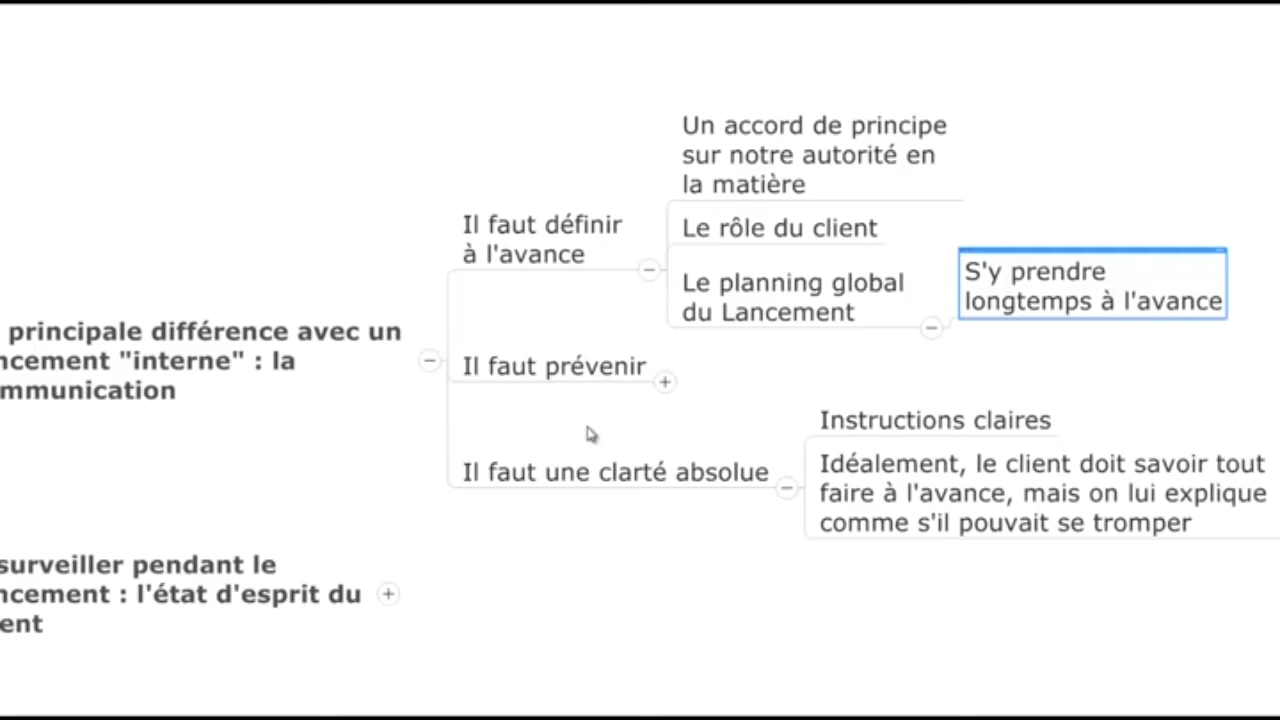 principale différence avec un
ncement "interne" : la
mmunication
Il faut définir
à l'avance
Un accord de principe
sur notre autorité en
la matière
Le rôle du client
Le planning global
du Lancement
S'y prendre
longtemps à l'avance
Il faut prévenir
Il faut une clarté absolue
Instructions claires
Idéalement, le client doit savoir tout
faire à l'avance, mais on lui explique
comme s'il pouvait se tromper
surveiller pendant le
ncement : l'état d'esprit du
ent